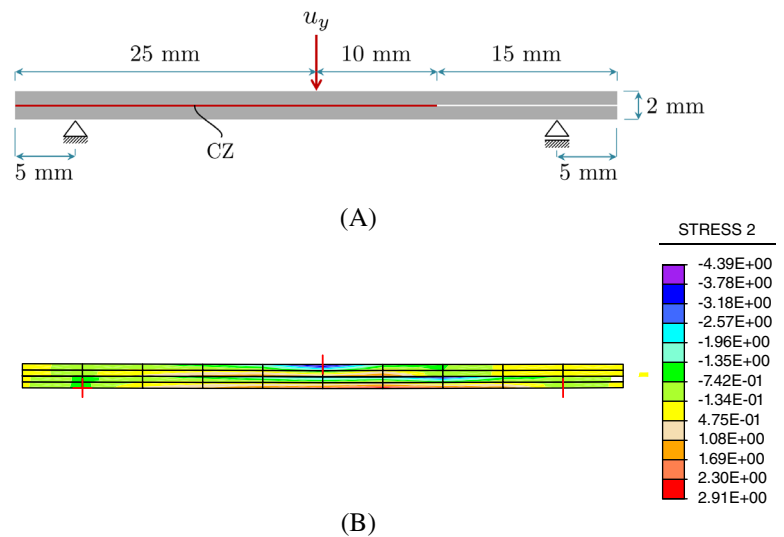 u_y
25 mm
10 mm
15 mm
2 mm
CZ
5 mm
5 mm
(A)
STRESS 2
-4.39E+00
-3.78E+00
-3.18E+00
-2.57E+00
-1.96E+00
-1.35E+00
-7.42E-01
-1.34E-01
4.75E-01
1.08E+00
1.69E+00
2.30E+00
2.91E+00
(B)